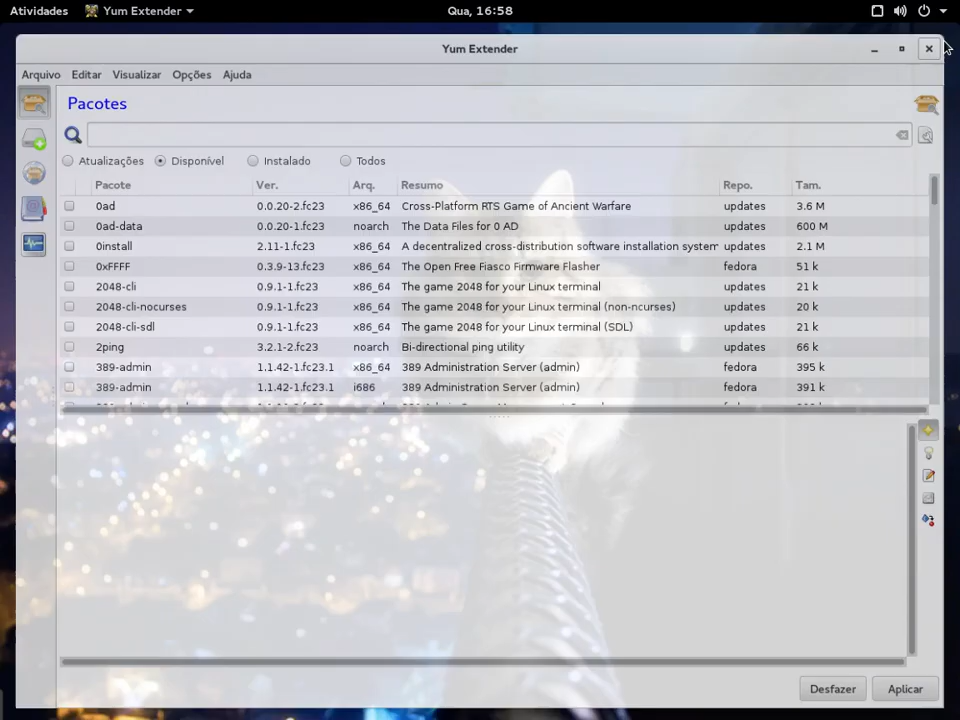 Atividades Yum Extender Qua, 16:58
Yum Extender
Arquivo Editar Visualizar Opções Ajuda
Pacotes
Atualizações Disponível Instalado Todos
Pacote Ver. Arq. Resumo Repo. Tam.
0ad 0.0.20-2.fc23 x86_64 Cross-Platform RTS Game of Ancient Warfare updates 3.6 M
0ad-data 0.0.20-1.fc23 noarch The Data Files for 0 AD updates 600 M
0install 2.11-1.fc23 x86_64 A decentralized cross-distribution software installation system updates 2.1 M
0xFFFF 0.3.9-13.fc23 x86_64 The Open Free Fiasco Firmware Flasher fedora 51 k
2048-cli 0.9.1-1.fc23 x86_64 The game 2048 for your Linux terminal updates 21 k
2048-cli-nocurses 0.9.1-1.fc23 x86_64 The game 2048 for your Linux terminal (non-ncurses) updates 20 k
2048-cli-sdl 0.9.1-1.fc23 x86_64 The game 2048 for your Linux terminal (SDL) updates 21 k
2ping 3.2.1-2.fc23 noarch Bi-directional ping utility updates 66 k
389-admin 1.1.42-1.fc23.1 x86_64 389 Administration Server (admin) fedora 395 k
389-admin 1.1.42-1.fc23.1 i686 389 Administration Server (admin) fedora 391 k
Desfazer Aplicar